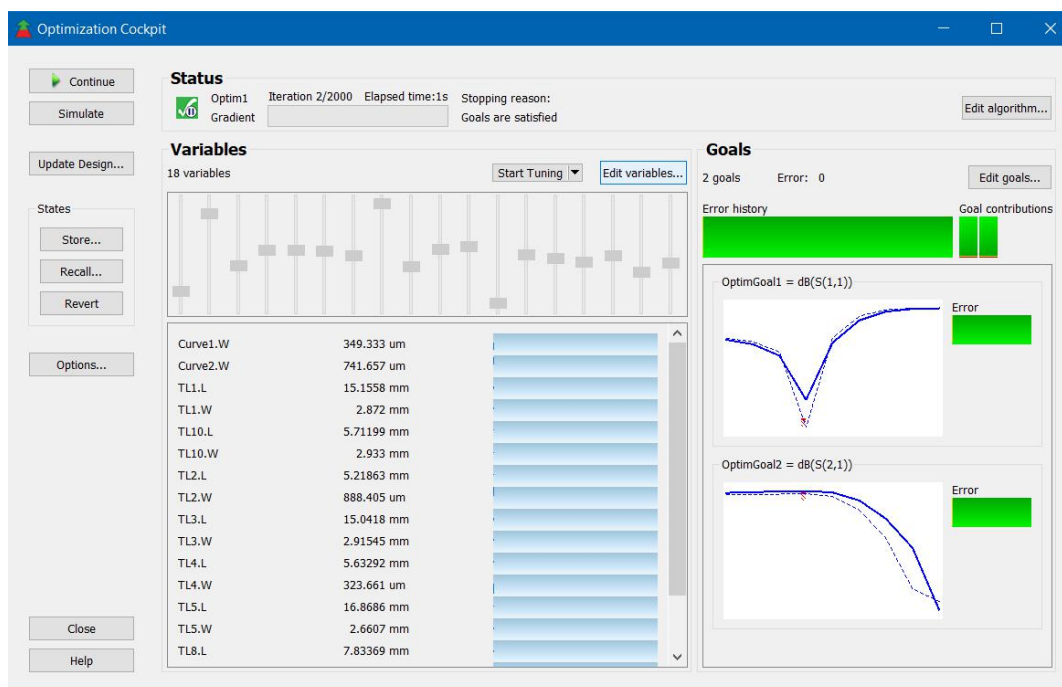 Optimization Cockpit
Continue
Simulate
Update Design...
States
Store...
Recall...
Revert
Options...
Close
Help
Status
Optim1
Gradient
Iteration 2/2000 Elapsed time:1s
Stopping reason:
Goals are satisfied
Edit algorithm...
Variables
18 variables
Start Tuning
Edit variables...
Curve1.W 349.333 um
Curve2.W 741.657 um
TL1.L 15.1558 mm
TL1.W 2.872 mm
TL10.L 5.71199 mm
TL10.W 2.933 mm
TL2.L 5.21863 mm
TL2.W 888.405 um
TL3.L 15.0418 mm
TL3.W 2.91545 mm
TL4.L 5.63292 mm
TL4.W 323.661 um
TL5.L 16.8686 mm
TL5.W 2.6607 mm
TL8.L 7.83369 mm
Goals
2 goals Error: 0
Edit goals...
Error history
Goal contributions
OptimGoal1 = dB(S(1,1))
Error
OptimGoal2 = dB(S(2,1))
Error